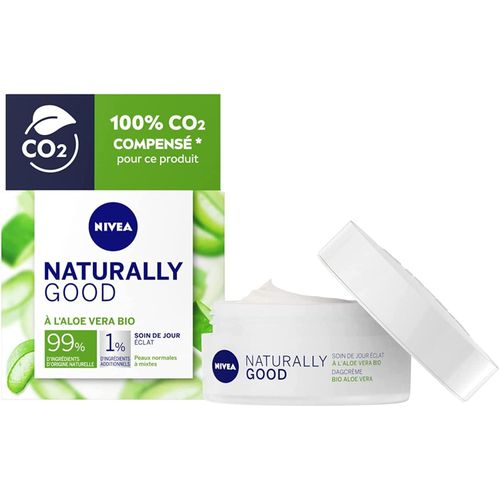 CO2
100% CO2
COMPENSÉ *
pour ce produit
NIVEA
NATURALLY
GOOD
À L'ALOE VERA BIO
99%
D'INGRÉDIENTS
D'ORIGINE NATURELLE
1%
D'INGRÉDIENTS
ADDITIONNELS
SOIN DE JOUR
ÉCLAT
Peaux normales
à mixtes
NIVEA
NATURALLY
GOOD
SOIN DE JOUR ÉCLAT
À L'ALOE VERA BIO
DAGCRÈME
BIO ALOE VERA